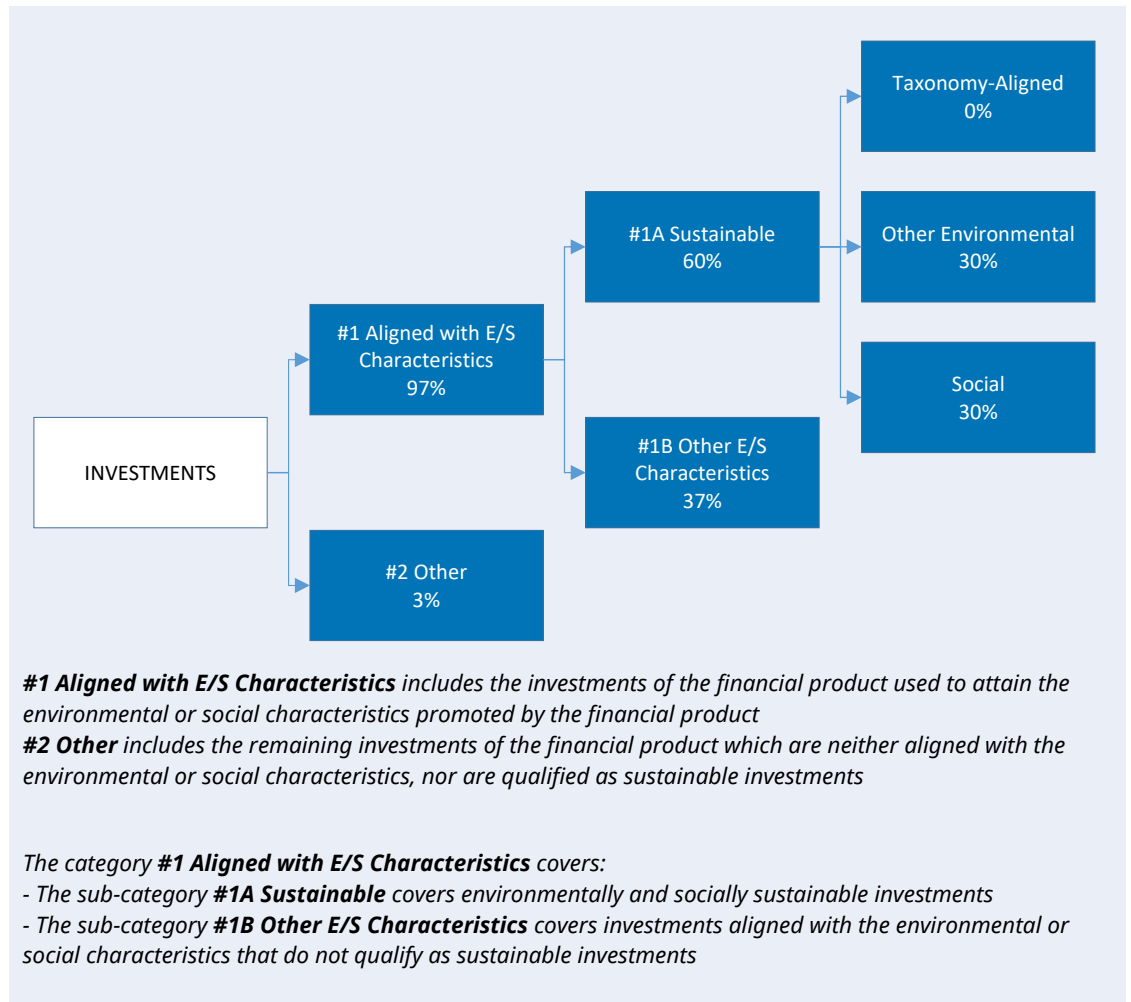 Taxonomy-Aligned
0%
#1A Sustainable
60%
Other Environmental
30%
#1 Aligned with E/S
Characteristics
97%
Social
30%
INVESTMENTS
#1B Other E/S
Characteristics
37%
#2 Other
3%
#1 Aligned with E/S Characteristics includes the investments of the financial product used to attain the
environmental or social characteristics promoted by the financial product
#2 Other includes the remaining investments of the financial product which are neither aligned with the
environmental or social characteristics, nor are qualified as sustainable investments
The category #1 Aligned with E/S Characteristics covers:
- The sub-category #1A Sustainable covers environmentally and socially sustainable investments
- The sub-category #1B Other E/S Characteristics covers investments aligned with the environmental or
social characteristics that do not qualify as sustainable investments